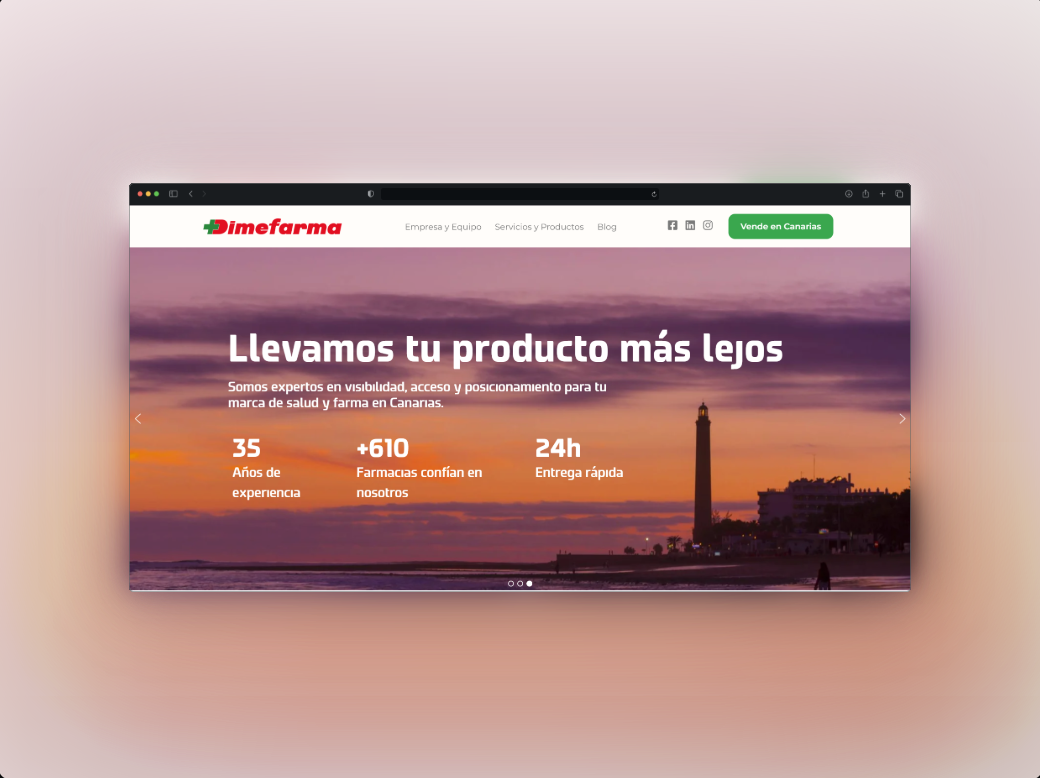 Dimefarma
Empresa y Equipo
Servicios y Productos
Blog
Vende en Canarias
Llevamos tu producto más lejos
Somos expertos en visibilidad, acceso y posicionamiento para tu
marca de salud y farma en Canarias.
35
Años de
experiencia
+610
Farmacias confían en
nosotros
24h
Entrega rápida